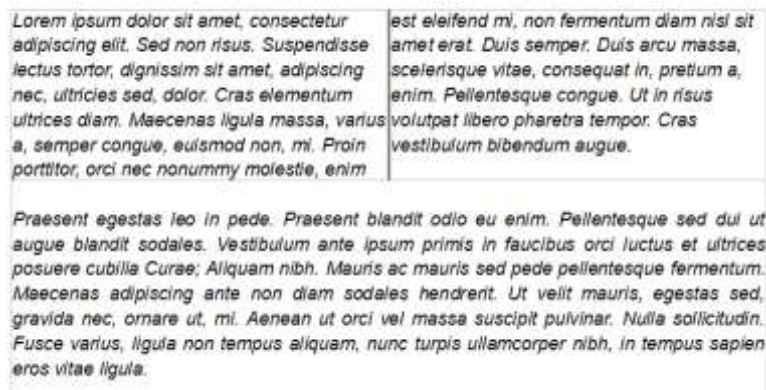 Lorem ipsum dolor sit amet, consectetur
adipiscing elit. Sed non risus. Suspendisse
lectus tortor, dignissim sit amet, adipiscing
nec, ultricies sed, dolor. Cras elementum
ultrices diam. Maecenas ligula massa, varius
a, semper congue, euismod non, mi. Proin
porttitor, orci nec nonummy molestie, enim
est eleifend mi, non fermentum diam nisl sit
amet erat. Duis semper. Duis arcu massa,
scelerisque vitae, consequat in, pretium a,
enim. Pellentesque congue. Ut in risus
volutpat libero pharetra tempor. Cras
vestibulum bibendum augue.
Praesent egestas leo in pede. Praesent blandit odio eu enim. Pellentesque sed dui ut
augue blandit sodales. Vestibulum ante ipsum primis in faucibus orci luctus et ultrices
posuere cubilia Curae; Aliquam nibh. Mauris ac mauris sed pede pellentesque fermentum.
Maecenas adipiscing ante non diam sodales hendrerit. Ut velit mauris, egestas sed,
gravida nec, ornare ut, mi. Aenean ut orci vel massa suscipit pulvinar. Nulla sollicitudin.
Fusce varius, ligula non tempus aliquam, nunc turpis ullamcorper nibh, in tempus sapien
eros vitae ligula.